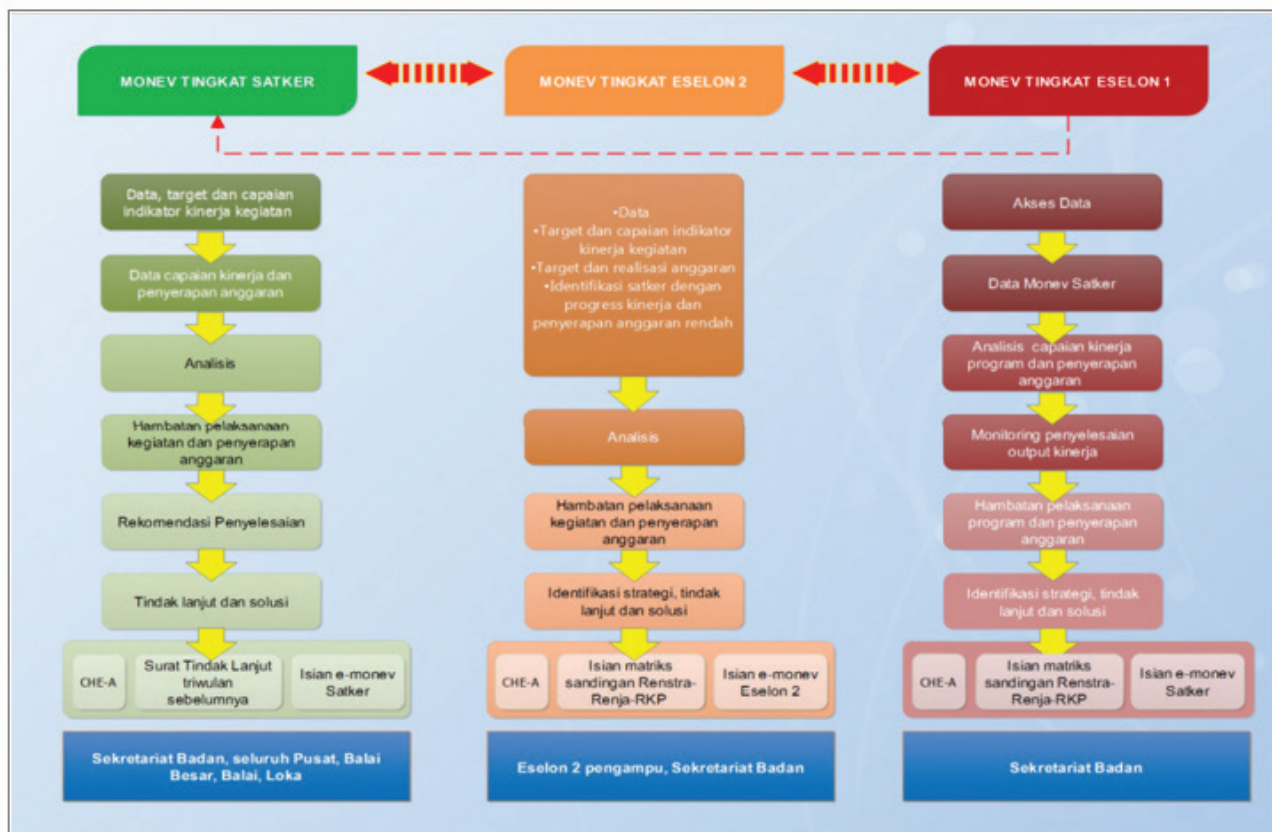 MONEV TINGKAT SATKER
MONEV TINGKAT ESELON 2
MONEV TINGKAT ESELON 1
Data, target dan capaian
indikator kinerja kegiatan
Data capaian kinerja dan
penyerapan anggaran
Analisis
Hambatan pelaksanaan
kegiatan dan penyerapan
anggaran
Rekomendasi Penyelesaian
Tindak lanjut dan solusi
CHE-A
Surat Tindak Lanjut
triwulan
sebelumnya
Isian e-monev
Satker
Sekretariat Badan, seluruh Pusat, Balai
Besar, Balai, Loka
•Data
•Target dan capaian indikator
kinerja kegiatan
•Target dan realisasi anggaran
•Identifikasi satker dengan
progress kinerja dan
penyerapan anggaran rendah
Analisis
Hambatan pelaksanaan
kegiatan dan penyerapan
anggaran
Identifikasi strategi, tindak
lanjut dan solusi
CHE-A
Isian matriks
sandingan Renstra-
Renja-RKP
Isian e-monev
Eselon 2
Eselon 2 pengampu, Sekretariat Badan
Akses Data
Data Monev Satker
Analisis capaian kinerja
program dan penyerapan
anggaran
Monitoring penyelesaian
output kinerja
Hambatan pelaksanaan
program dan penyerapan
anggaran
Identifikasi strategi, tindak
lanjut dan solusi
CHE-A
Isian matriks
sandingan Renstra-
Renja-RKP
Isian e-monev
Satker
Sekretariat Badan